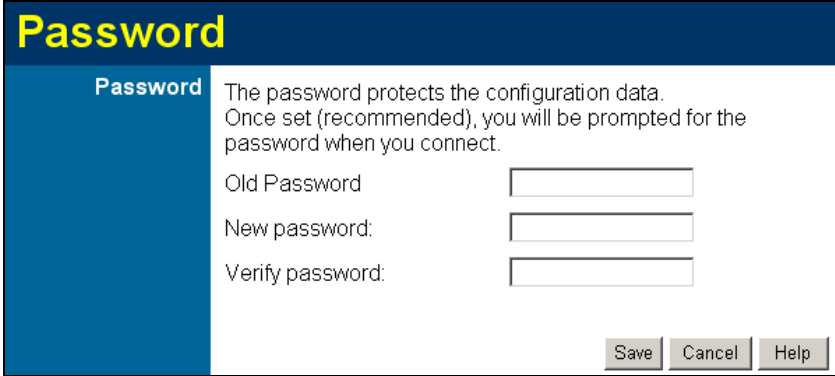 Password
Password
The password protects the configuration data.
Once set (recommended), you will be prompted for the
password when you connect.
Old Password
New password:
Verify password:
Save Cancel Help